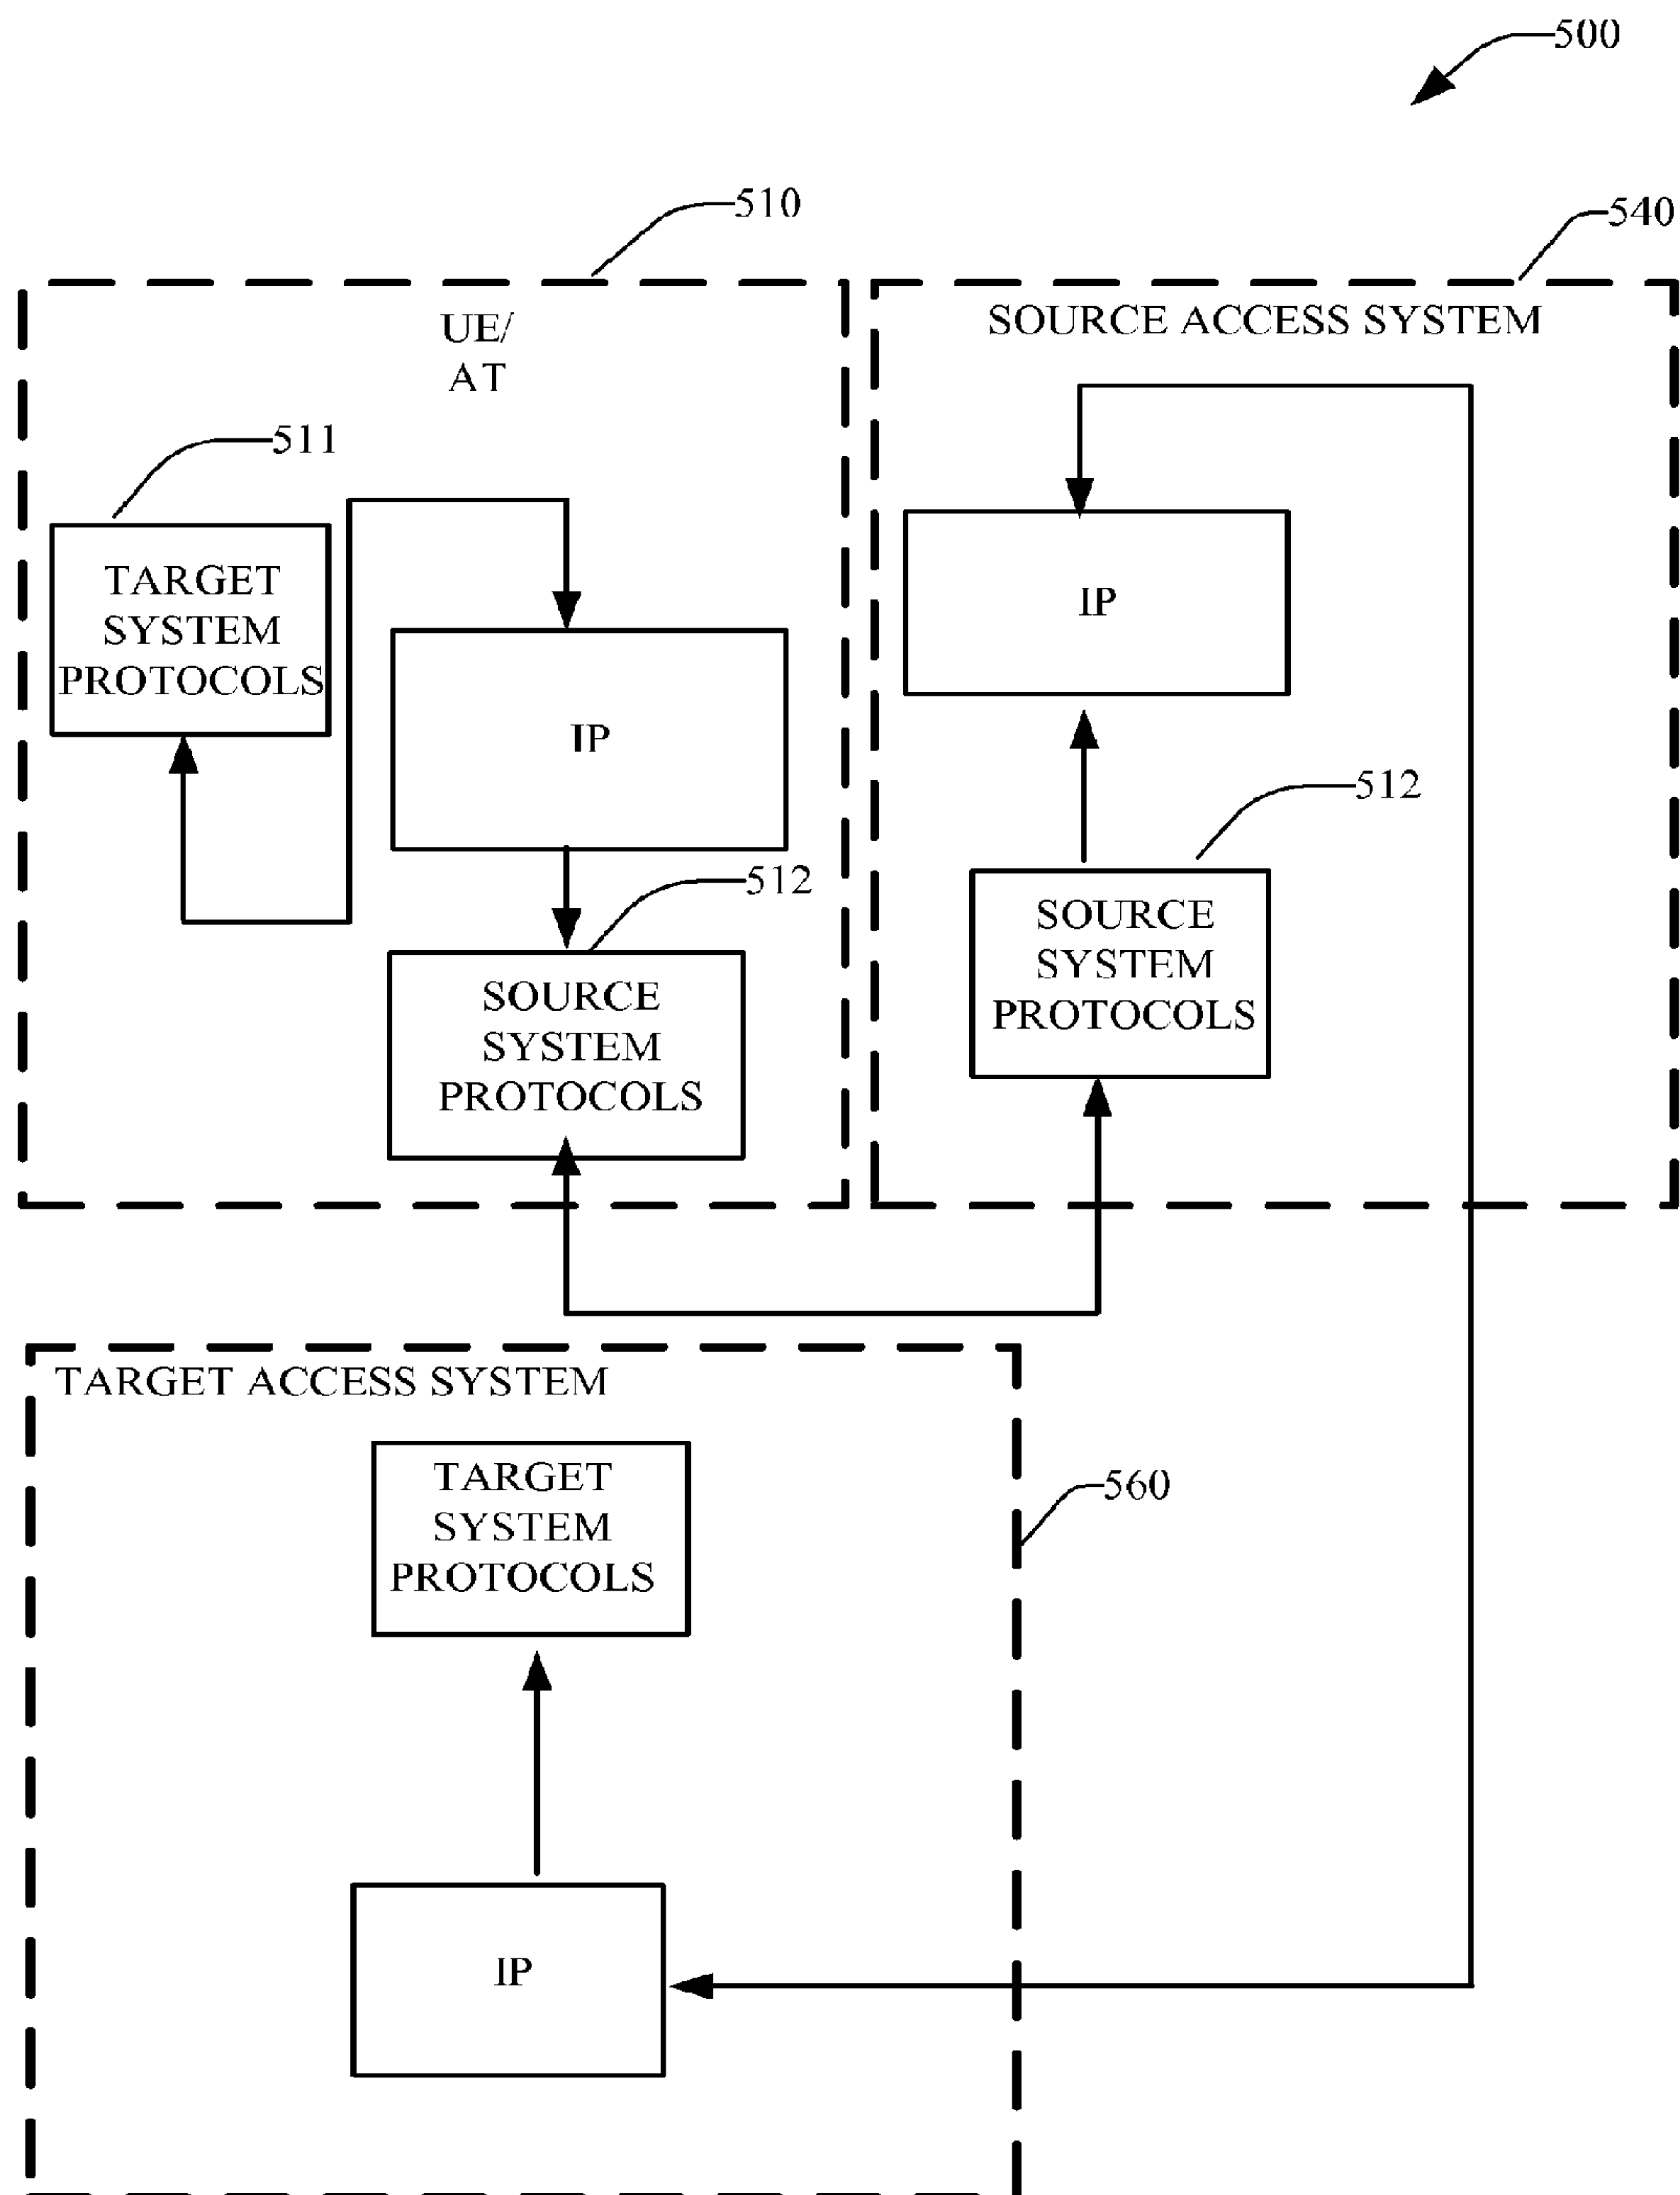 500
510
540
UE/
AT
SOURCE ACCESS SYSTEM
511
TARGET
SYSTEM
PROTOCOLS
IP
IP
512
512
SOURCE
SYSTEM
PROTOCOLS
SOURCE
SYSTEM
PROTOCOLS
TARGET ACCESS SYSTEM
TARGET
SYSTEM
PROTOCOLS
560
IP